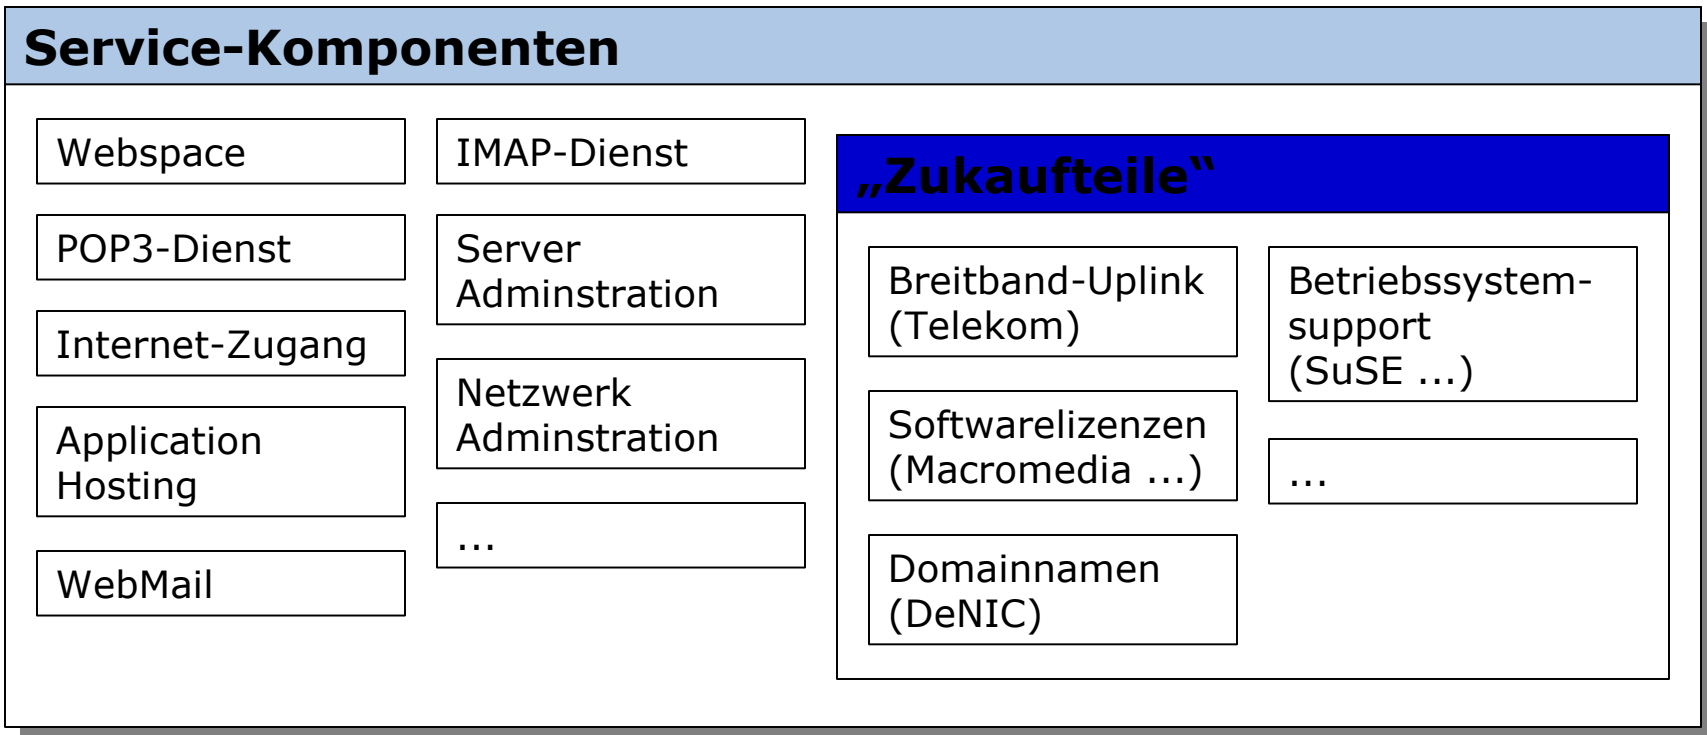 Service-Komponenten
Webspace
POP3-Dienst
Internet-Zugang
Application
Hosting
WebMail
IMAP-Dienst
Server
Adminstration
Netzwerk
Adminstration
...
„Zukaufteile“
Breitband-Uplink
(Telekom)
Softwarelizenzen
(Macromedia ...)
Domainnamen
(DeNIC)
Betriebssystem-
support
(SuSE ...)
...